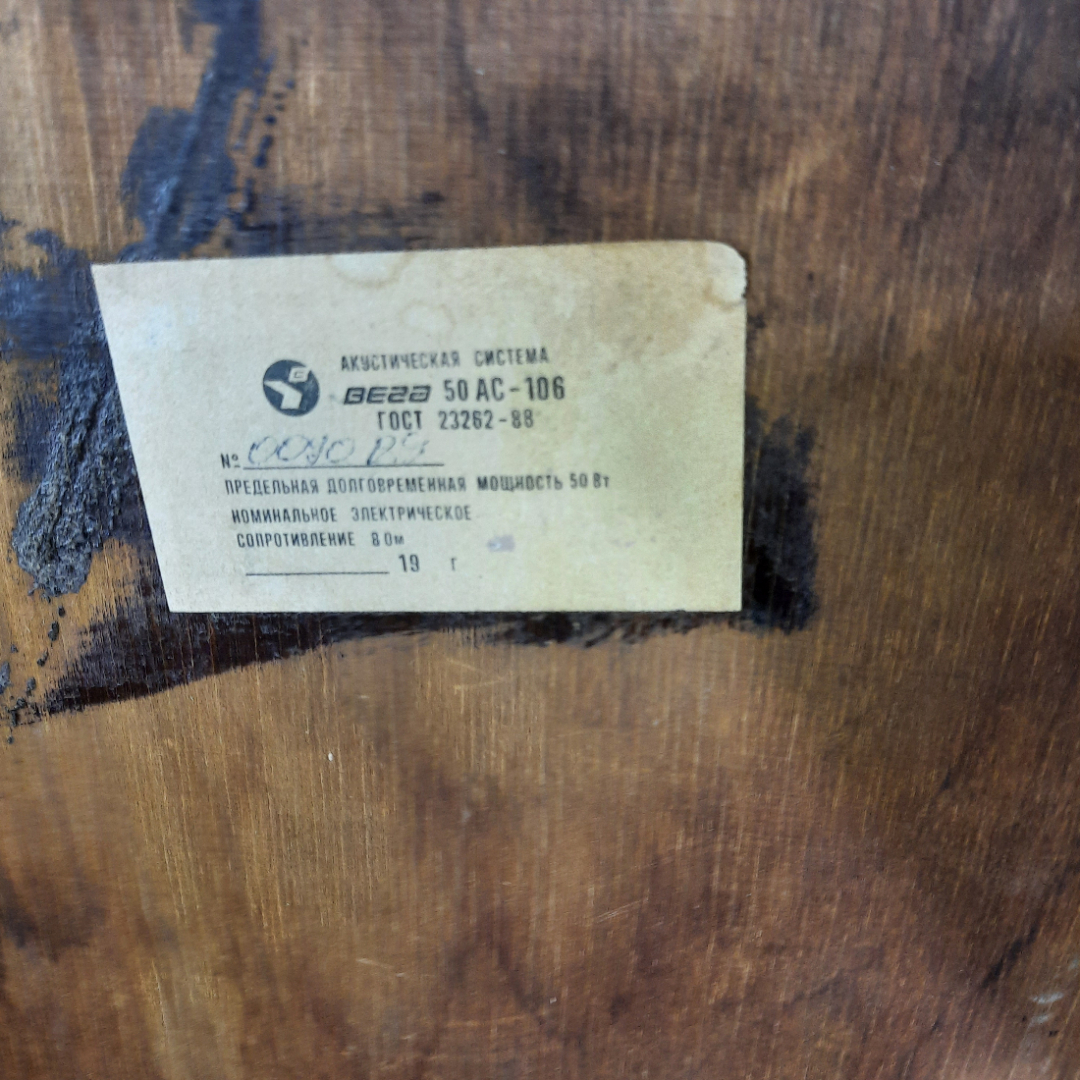 АКУСТИЧЕСКАЯ СИСТЕМА
Вега 50 АС-106
ГОСТ 23262-88
№
ПРЕДЕЛЬНАЯ ДОЛГОВРЕМЕННАЯ МОЩНОСТЬ 50 Вт
НОМИНАЛЬНОЕ ЭЛЕКТРИЧЕСКОЕ
СОПРОТИВЛЕНИЕ 8 Ом
19 г